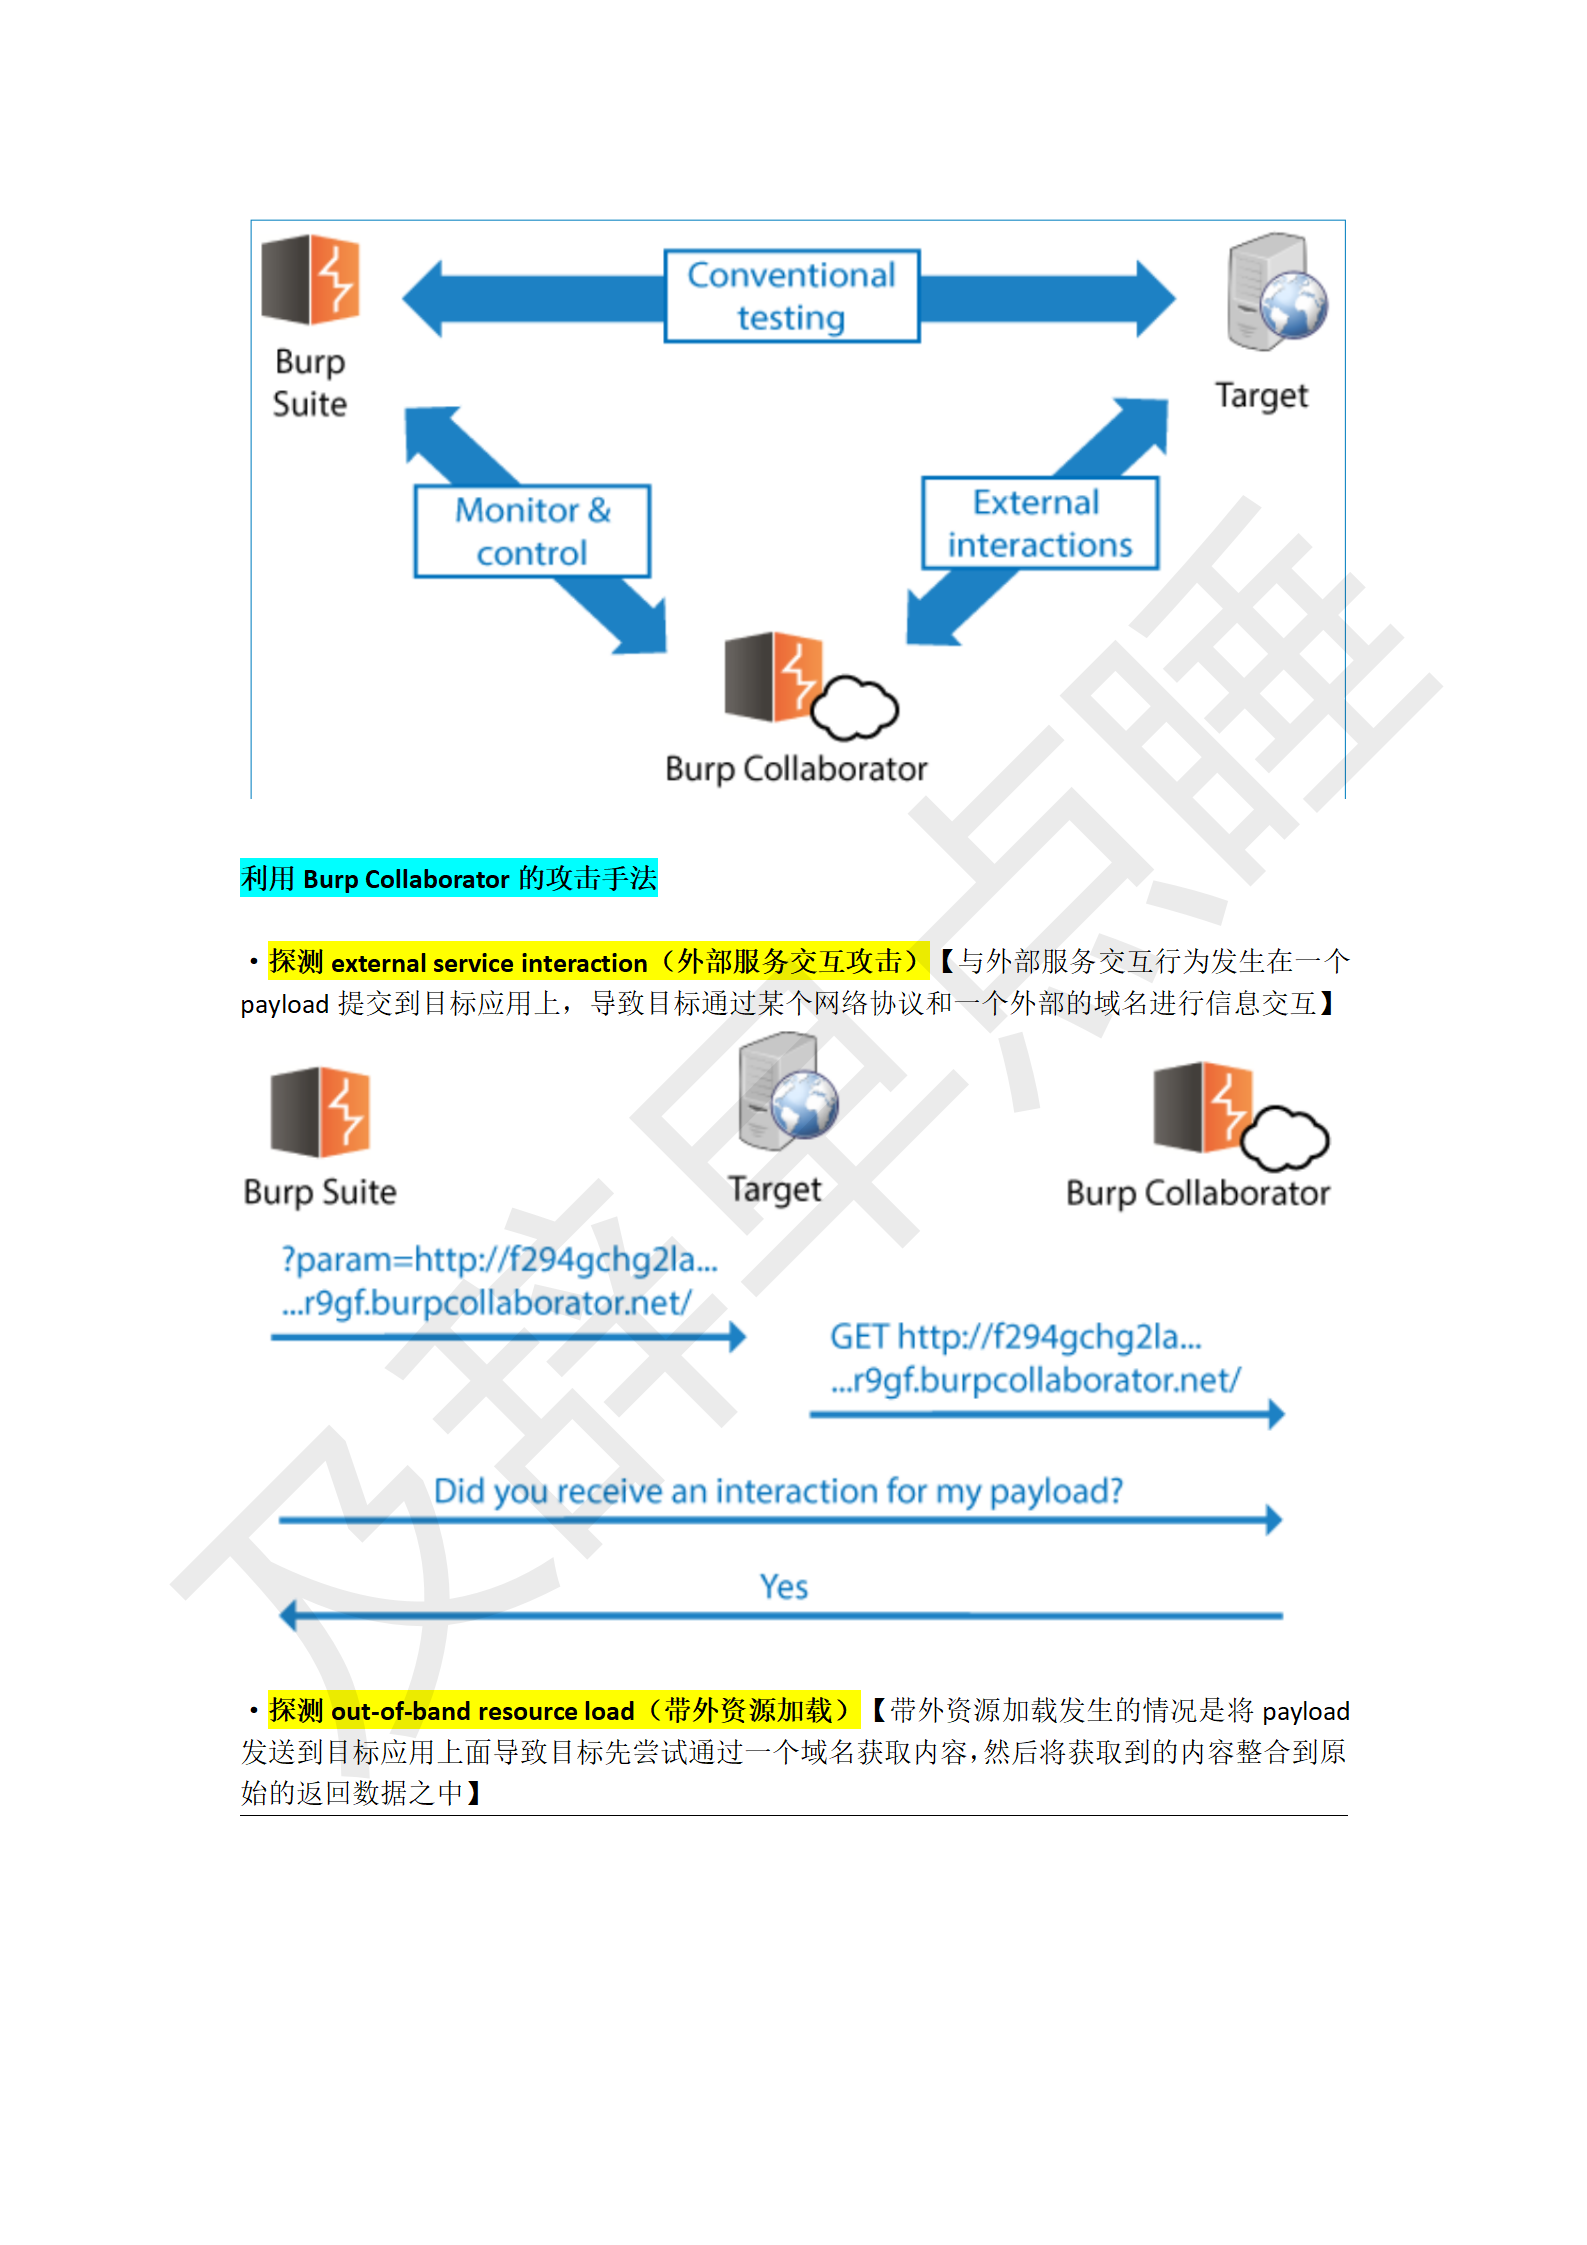 Conventional
testing
Burp
Suite
Target
Monitor &
control
External
interactions
Burp Collaborator
利用 Burp Collaborator 的攻击手法
·探测 external service interaction（外部服务交互攻击）【与外部服务交互行为发生在一个
payload 提交到目标应用上，导致目标通过某个网络协议和一个外部的域名进行信息交互】
Burp Suite
Target
Burp Collaborator
?param=http://f294gchg2la...
...r9gf.burpcollaborator.net/
GET http://f294gchg2la...
...r9gf.burpcollaborator.net/
Did you receive an interaction for my payload?
Yes
·探测 out-of-band resource load（带外资源加载）【带外资源加载发生的情况是将 payload
发送到目标应用上面导致目标先尝试通过一个域名获取内容，然后将获取到的内容整合到原
始的返回数据之中】
及辞早点睡